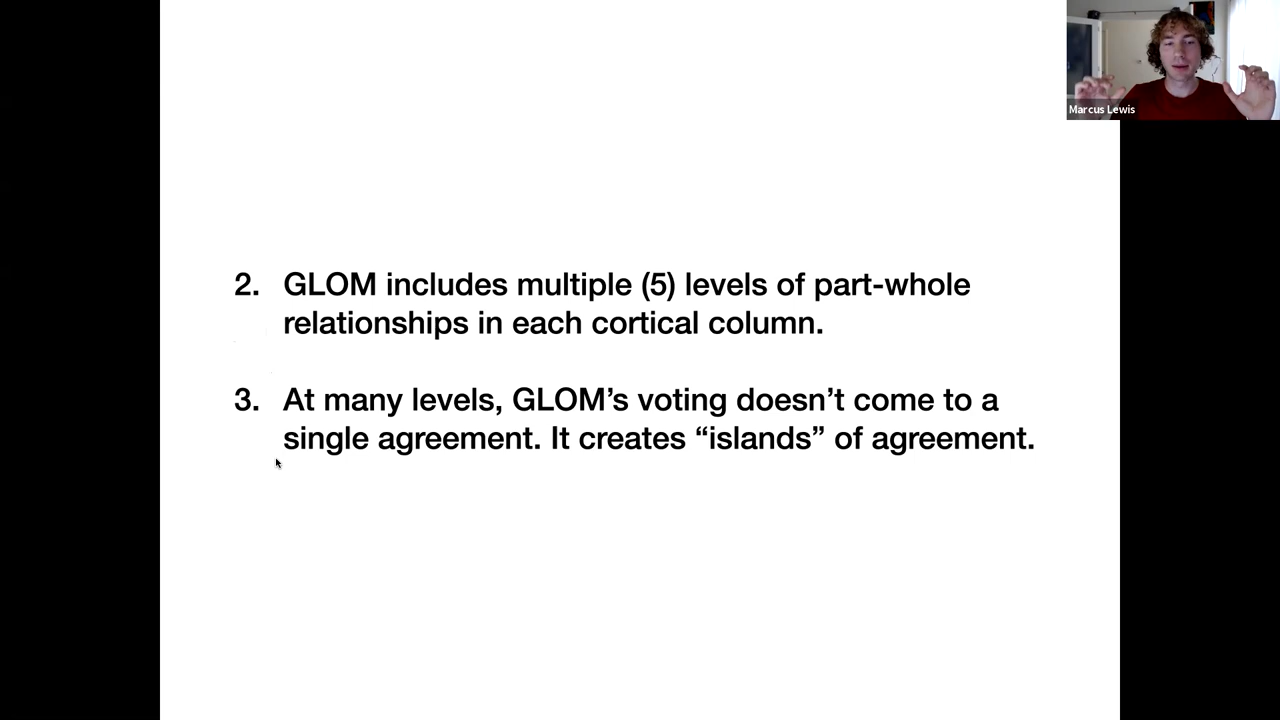 Marcus Lewis
2. GLOM includes multiple (5) levels of part-whole
relationships in each cortical column.
3. At many levels, GLOM’s voting doesn’t come to a
single agreement. It creates “islands” of agreement.